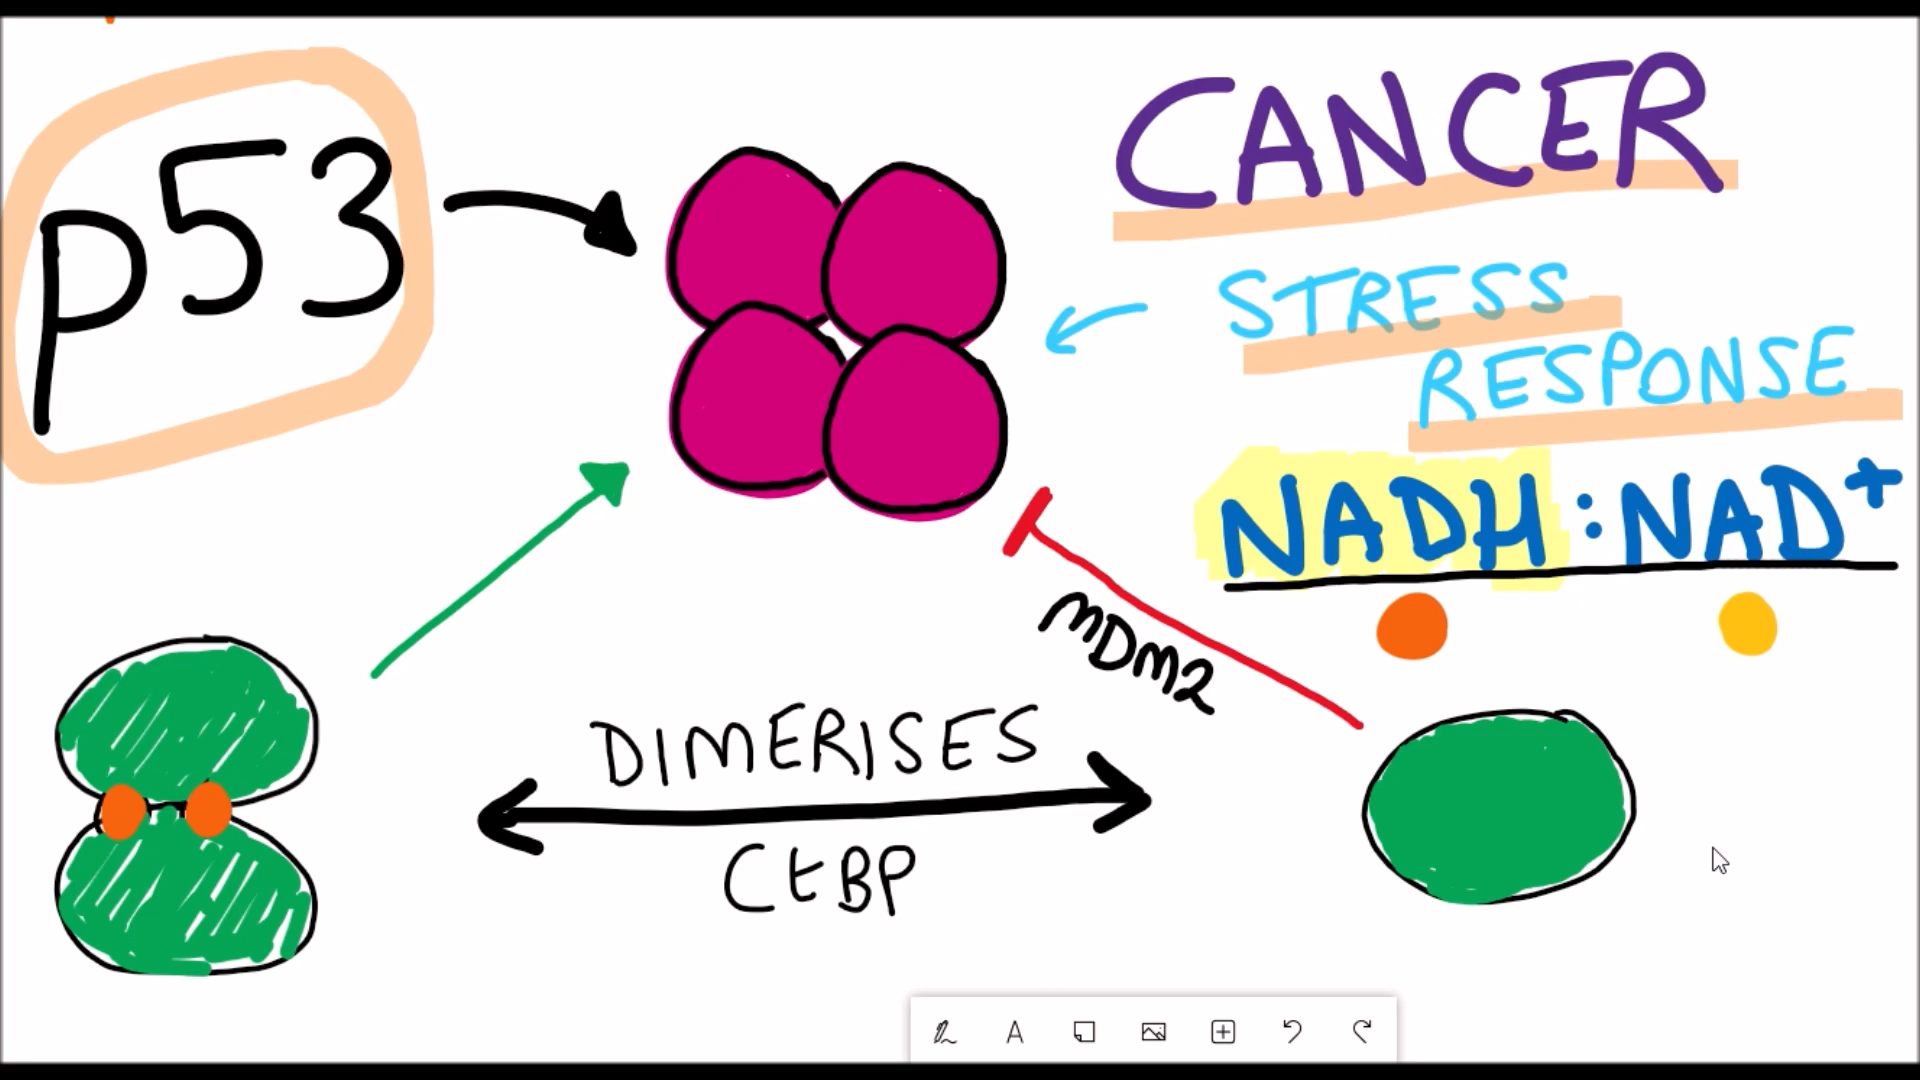 p53
CANCER
STRESS
RESPONSE
NADH:NAD+
MDM2
DIMERISES
CtBP
A